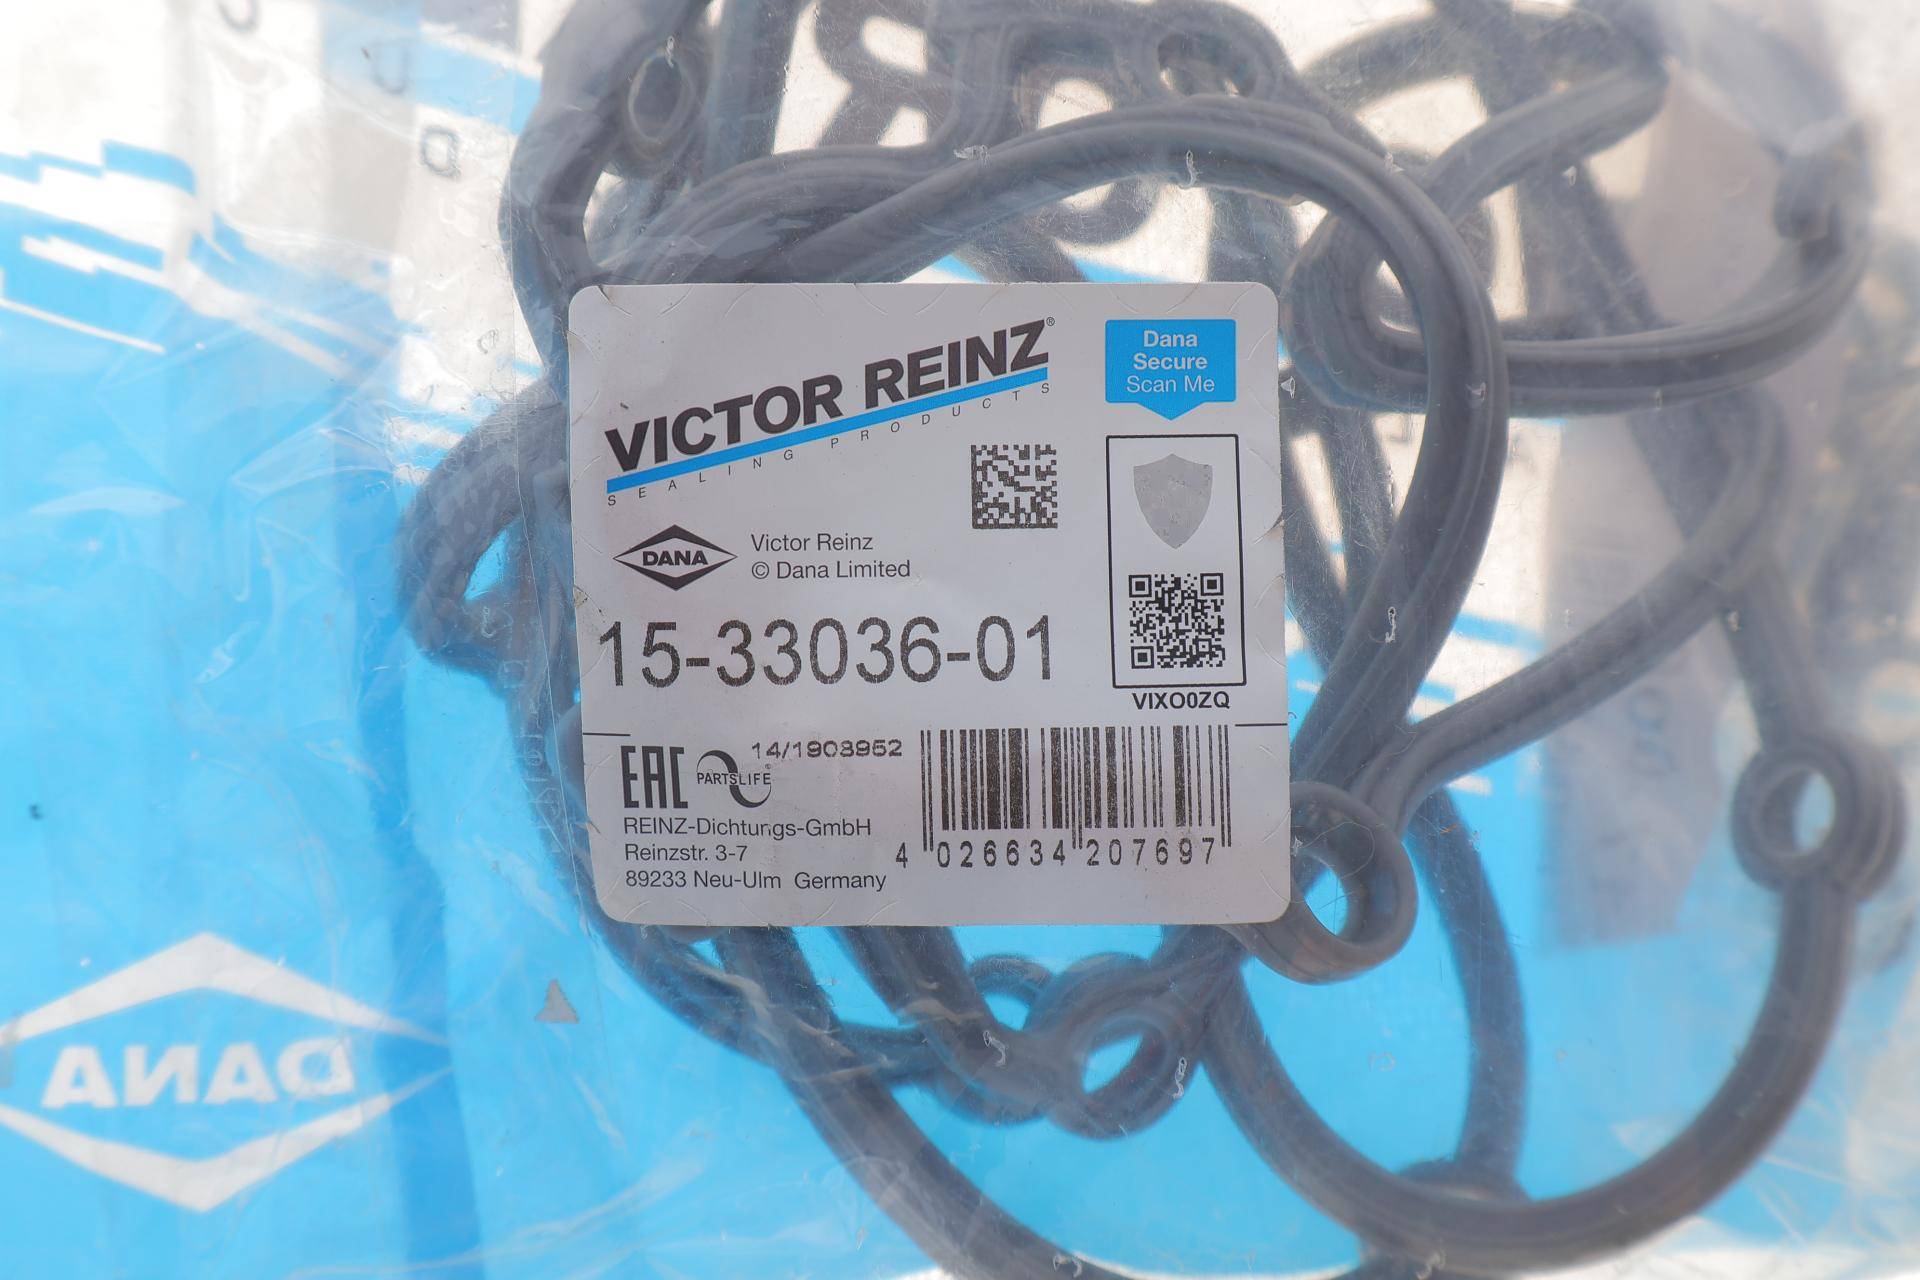 VICTOR REINZ®
SEALING PRODUCTS
Dana
Secure
Scan Me
DANA
Victor Reinz
© Dana Limited
15-33036-01
VIXO0ZQ
EAC
PARTSLIFE®
14/1903952
REINZ-Dichtungs-GmbH
Reinzstr. 3-7
89233 Neu-Ulm Germany
4 026634 207697
DANA